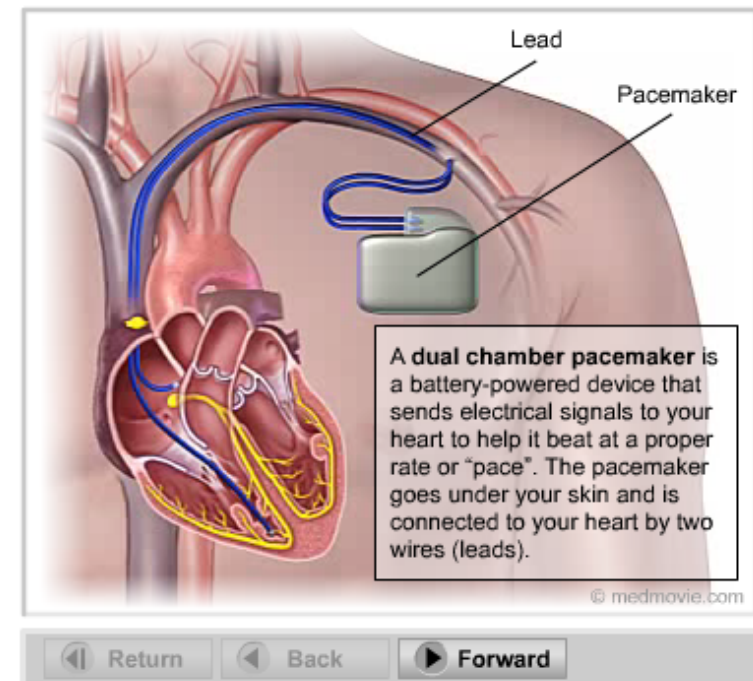 Lead
Pacemaker
A dual chamber pacemaker is
a battery-powered device that
sends electrical signals to your
heart to help it beat at a proper
rate or “pace”. The pacemaker
goes under your skin and is
connected to your heart by two
wires (leads).
© medmovie.com
Return
Back
Forward